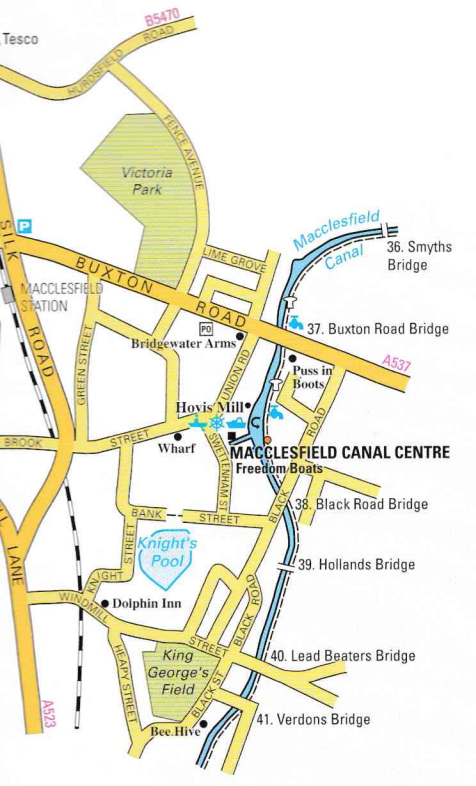 B5470
Tesco
HURDSFIELD ROAD
FENCE AVENUE
Victoria
Park
Macclesfield
Canal
36. Smyths
Bridge
P
LIME GROVE
SILK ROAD
BUXTON ROAD
MACCLESFIELD
STATION
PO
37. Buxton Road Bridge
Bridgewater Arms
A537
GREEN STREET
UNION RD
Puss in
Boots
Hovis Mill
ROAD
BROOK STREET
Wharf
SWETTENHAM ST
MACCLESFIELD CANAL CENTRE
Freedom Boats
BLACK
38. Black Road Bridge
BANK STREET
Knight's
Pool
KNIGHT STREET
39. Hollands Bridge
LANE
WINDMILL STREET
Dolphin Inn
BLACK ROAD
HEAPY STREET
King
George's
Field
40. Lead Beaters Bridge
BLACK ST
A523
41. Verdons Bridge
Bee Hive